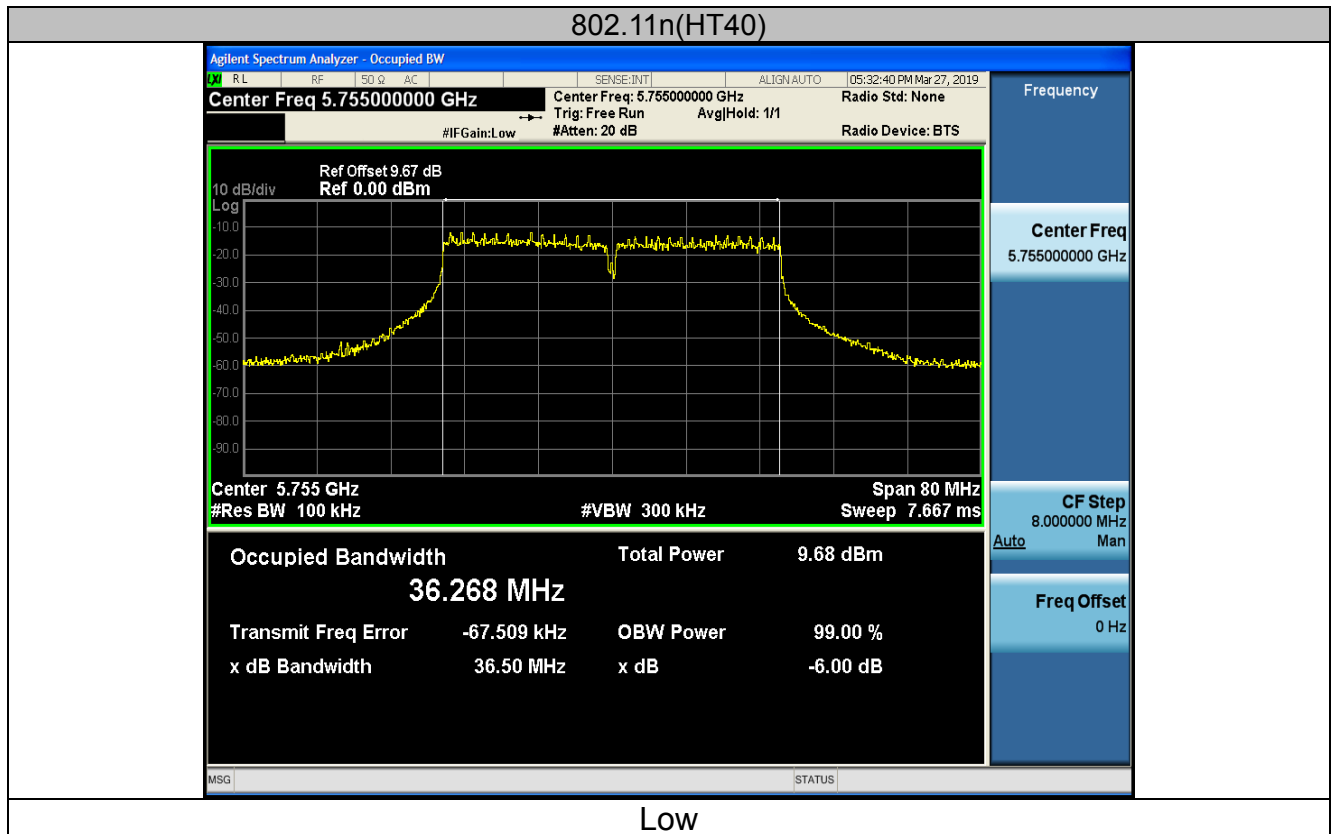 802.11n(HT40)
Agilent Spectrum Analyzer - Occupied BW
LXI RL RF 50 Ω AC SENSE:INT ALIGN AUTO 05:32:40 PM Mar 27, 2019
Center Freq 5.755000000 GHz
Center Freq: 5.755000000 GHz Radio Std: None
Trig: Free Run Avg|Hold: 1/1
#IFGain:Low #Atten: 20 dB Radio Device: BTS
Frequency
Ref Offset 9.67 dB
10 dB/div Ref 0.00 dBm
Log
-10.0
-20.0
-30.0
-40.0
-50.0
-60.0
-70.0
-80.0
-90.0
Center Freq
5.755000000 GHz
Center 5.755 GHz Span 80 MHz
#Res BW 100 kHz #VBW 300 kHz Sweep 7.667 ms
CF Step
8.000000 MHz
Auto Man
Occupied Bandwidth Total Power 9.68 dBm
36.268 MHz
Freq Offset
0 Hz
Transmit Freq Error -67.509 kHz OBW Power 99.00 %
x dB Bandwidth 36.50 MHz x dB -6.00 dB
MSG STATUS
Low